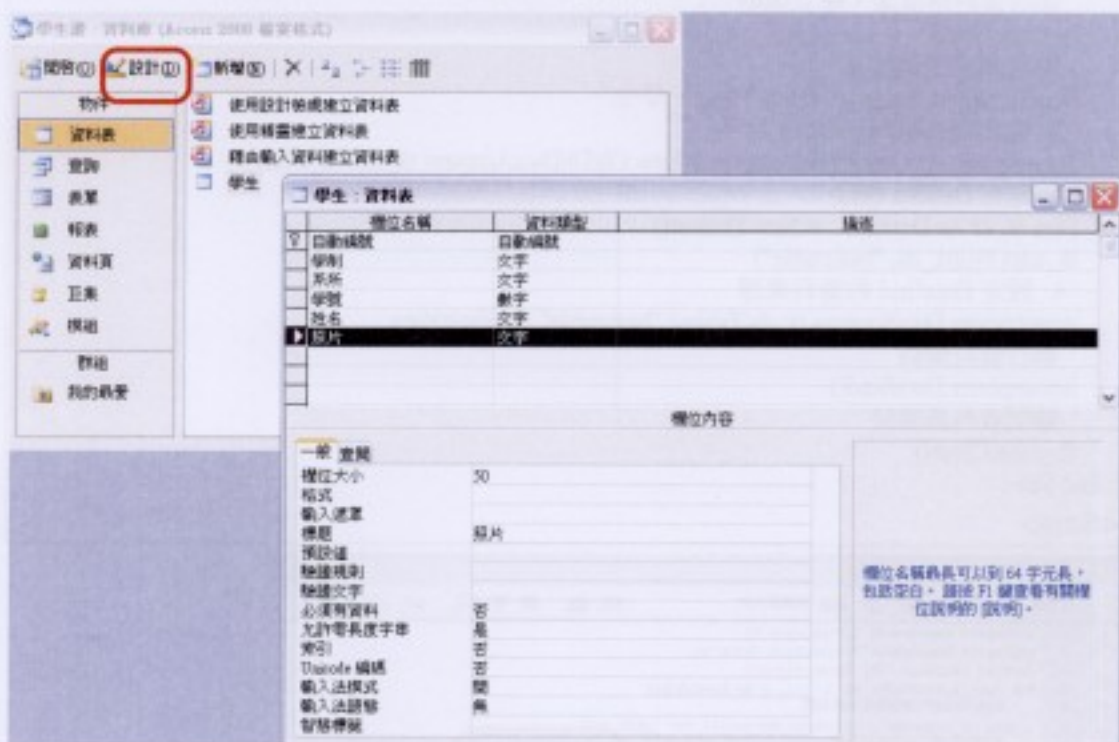 學生證：資料庫 (Access 2000 檔案格式)
開啓(O) 設計(D) 新增(N)
物件
資料表
查詢
表單
報表
資料頁
巨集
模組
群組
我的最愛
使用設計檢視建立資料表
使用精靈建立資料表
藉由輸入資料建立資料表
學生
學生：資料表
欄位名稱 資料類型 描述
自動編號 自動編號
學制 文字
系所 文字
學號 數字
姓名 文字
照片 文字
欄位內容
一般 查閱
欄位大小 50
格式
輸入遮罩
標題 照片
預設值
驗證規則
驗證文字
必須有資料 否
允許零長度字串 是
索引 否
Unicode 編碼 否
輸入法模式 關
輸入法語態 無
智慧標籤
欄位名稱最長可以到 64 字元長，
包括空白。請按 F1 鍵查看有關欄
位說明的 [說明]。